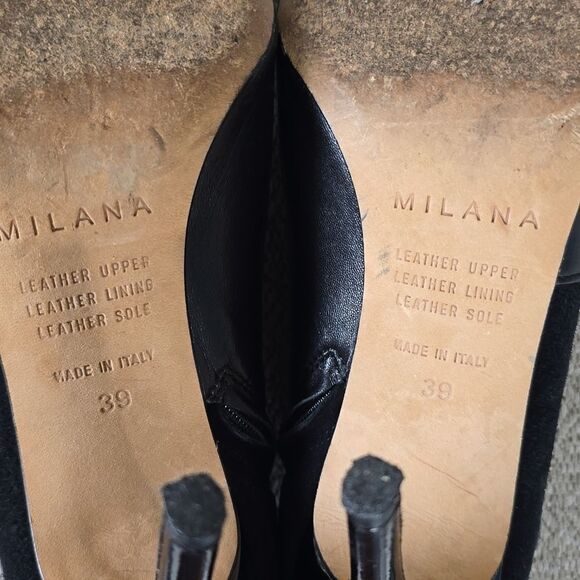 MILANA
LEATHER UPPER
LEATHER LINING
LEATHER SOLE
MADE IN ITALY
39
MILANA
LEATHER UPPER
LEATHER LINING
LEATHER SOLE
MADE IN ITALY
39